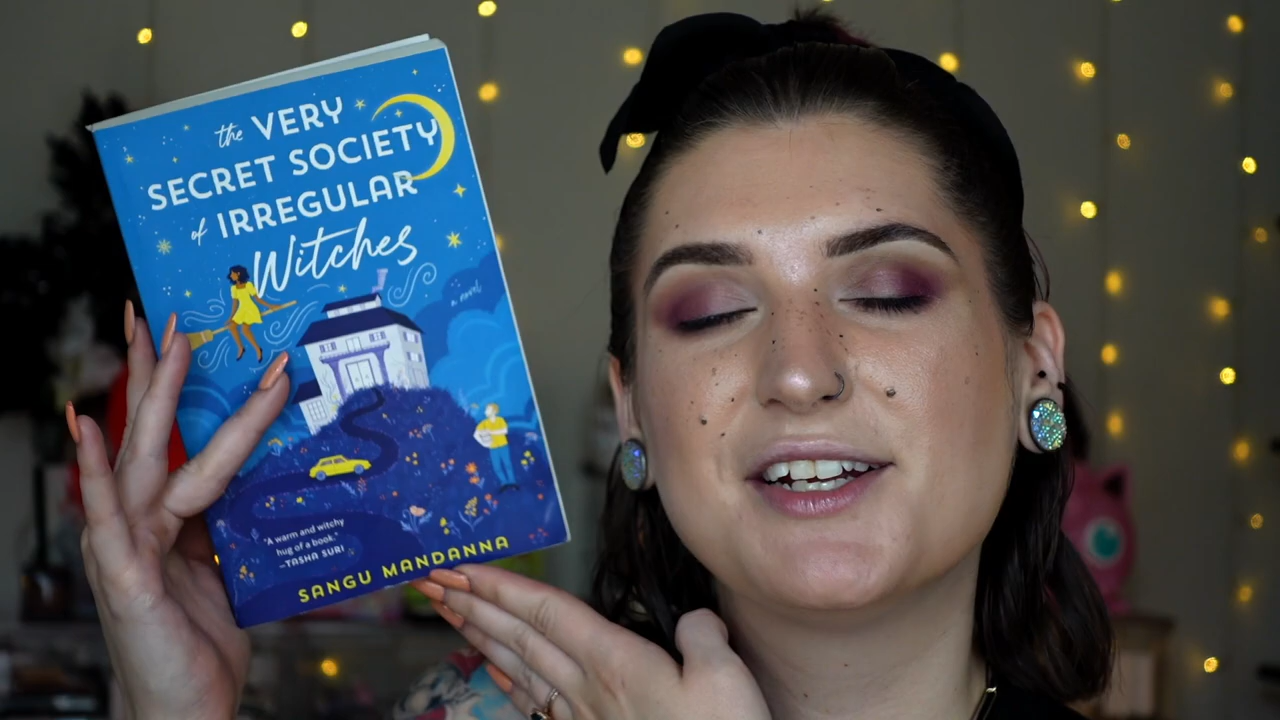 the VERY
SECRET SOCIETY
of IRREGULAR
Witches
a novel
"A warm and witchy
hug of a book."
—TASHA SURI
SANGU MANDANNA